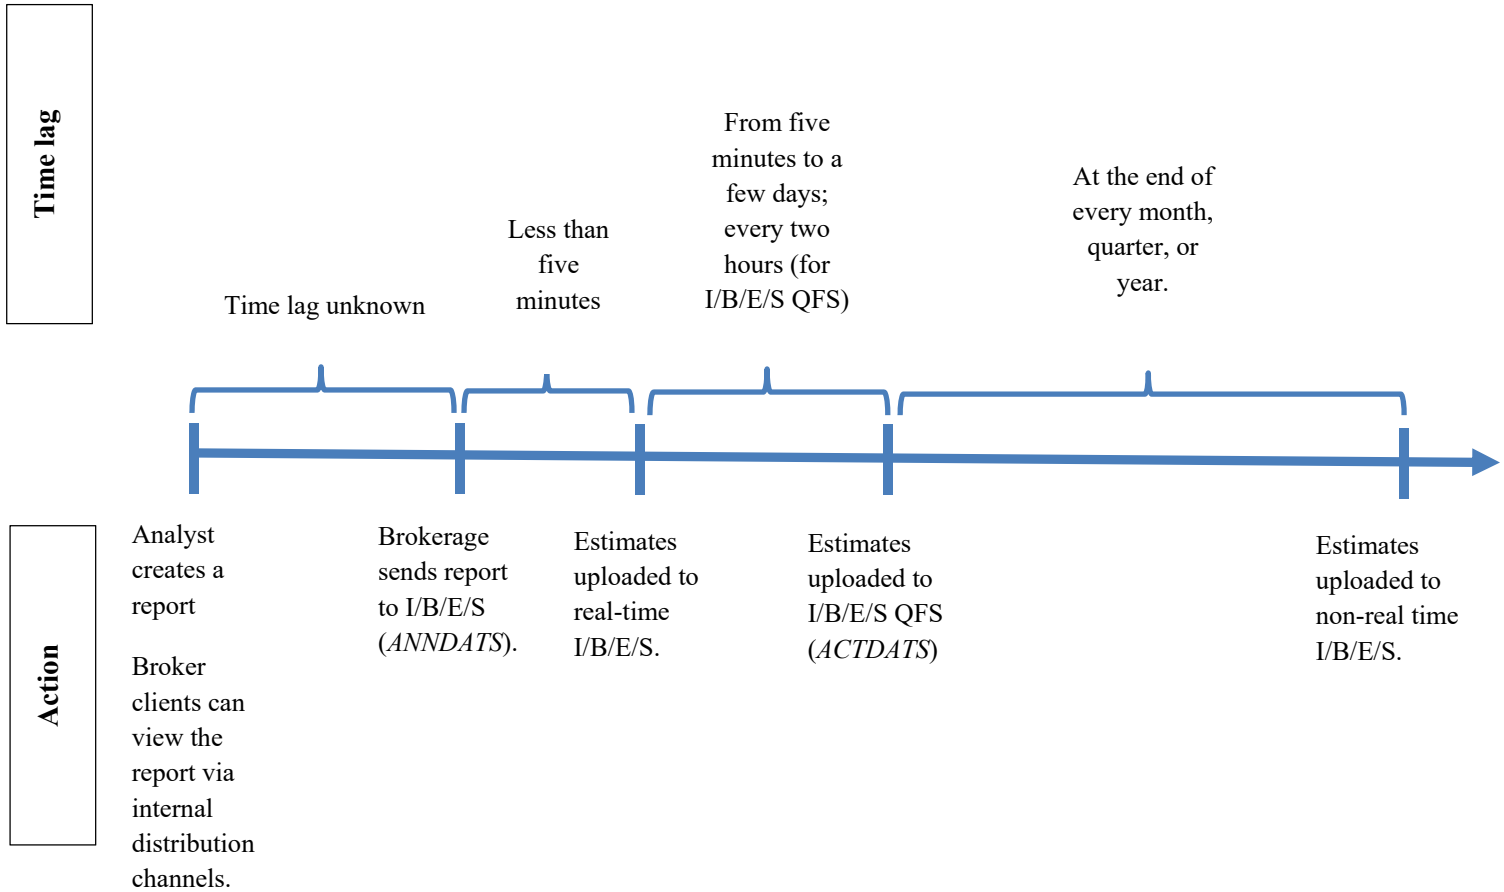 Time lag
Time lag unknown
Less than
five
minutes
From five
minutes to a
few days;
every two
hours (for
I/B/E/S QFS)
At the end of
every month,
quarter, or
year.
Action
Analyst
creates a
report
Broker
clients can
view the
report via
internal
distribution
channels.
Brokerage
sends report
to I/B/E/S
(ANNDATS).
Estimates
uploaded to
real-time
I/B/E/S.
Estimates
uploaded to
I/B/E/S QFS
(ACTDATS)
Estimates
uploaded to
non-real time
I/B/E/S.